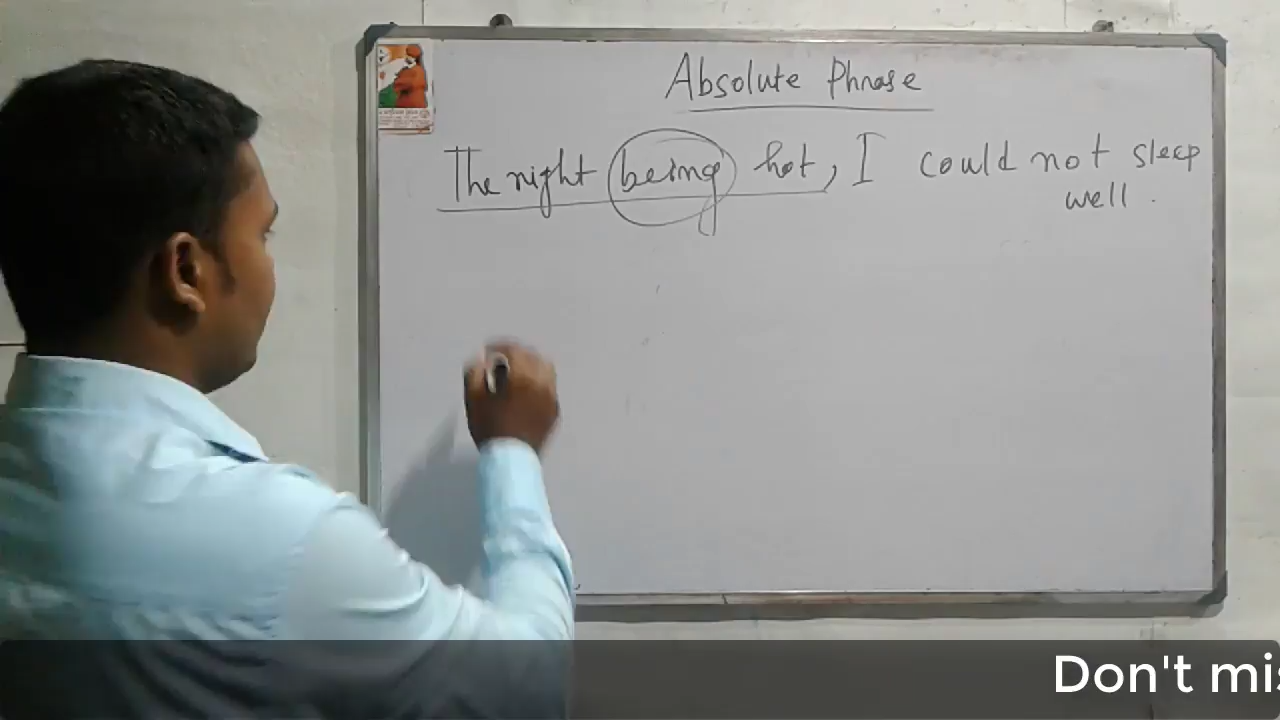 Absolute Phrase
The night being hot, I could not sleep
well.
Don't mis